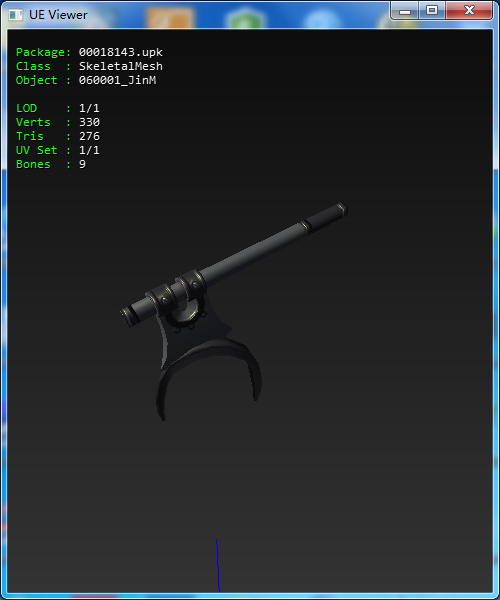 UE Viewer
Package: 00018143.upk
Class : SkeletalMesh
Object : 060001_JinM
LOD : 1/1
Verts : 330
Tris : 276
UV Set : 1/1
Bones : 9